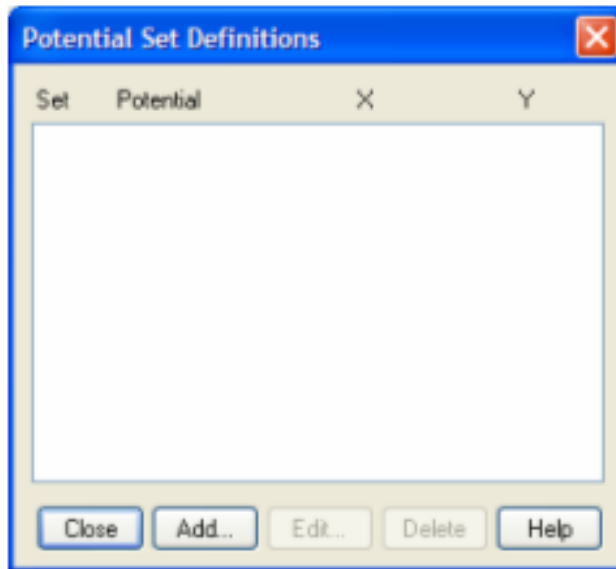 Potential Set Definitions
Set Potential X Y
Close Add... Edit... Delete Help